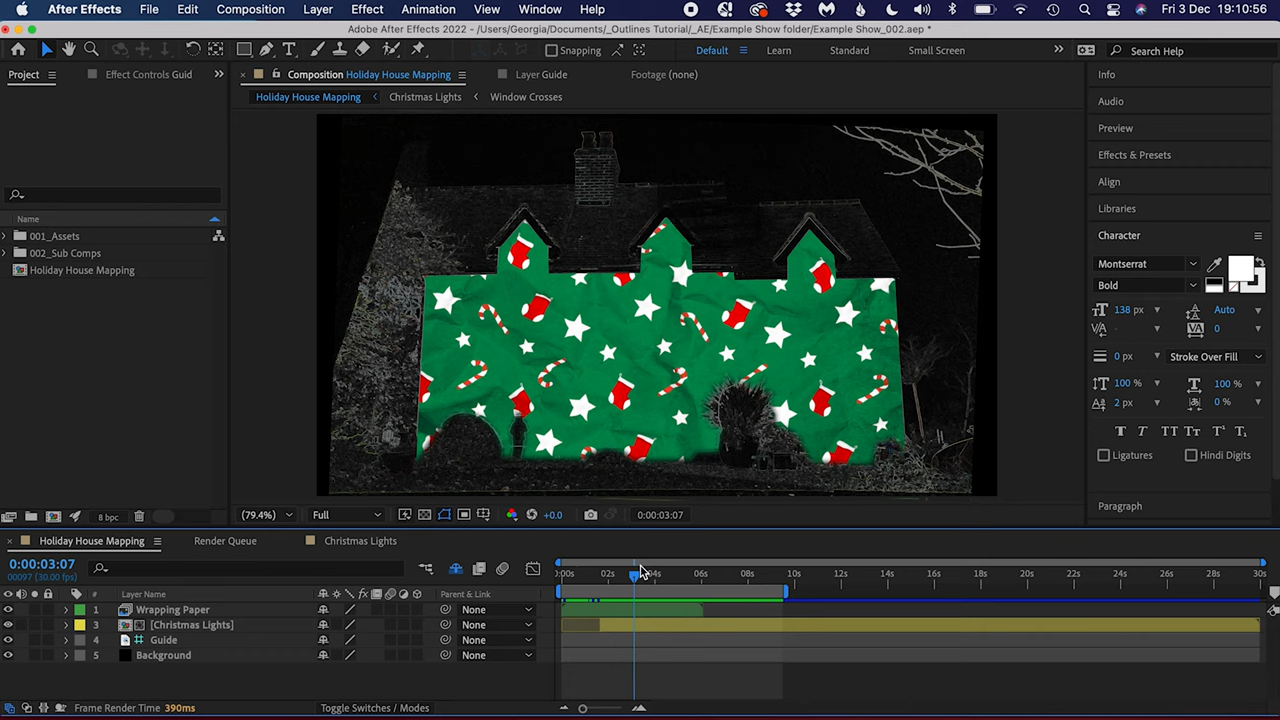 After Effects File Edit Composition Layer Effect Animation View Window Help Fri 3 Dec 19:10:56
Adobe After Effects 2022 - /Users/Georgia/Documents/_Outlines Tutorial/_AE/Example Show folder/Example Show_002.aep *
Snapping Default Learn Standard Small Screen Search Help
Project Effect Controls Guid Composition Holiday House Mapping Layer Guide Footage (none) Info
Holiday House Mapping Christmas Lights Window Crosses
Audio
Preview
Effects & Presets
Align
Libraries
Name
001_Assets
002_Sub Comps
Holiday House Mapping
Character
Montserrat
Bold
138 px Auto
0
0 px Stroke Over Fill
100 % 100 %
2 px 0 %
T T TT Tr T¹ T₁
Ligatures Hindi Digits
Paragraph
8 bpc (79.4%) Full +0.0 0:00:03:07
Holiday House Mapping Render Queue Christmas Lights
0:00:03:07
00097 (30.00 fps)
:00s 02s 04s 06s 08s 10s 12s 14s 16s 18s 20s 22s 24s 26s 28s 30s
# Layer Name fx Parent & Link
1 Wrapping Paper None
3 [Christmas Lights] None
4 Guide None
5 Background None
Frame Render Time 390ms Toggle Switches / Modes